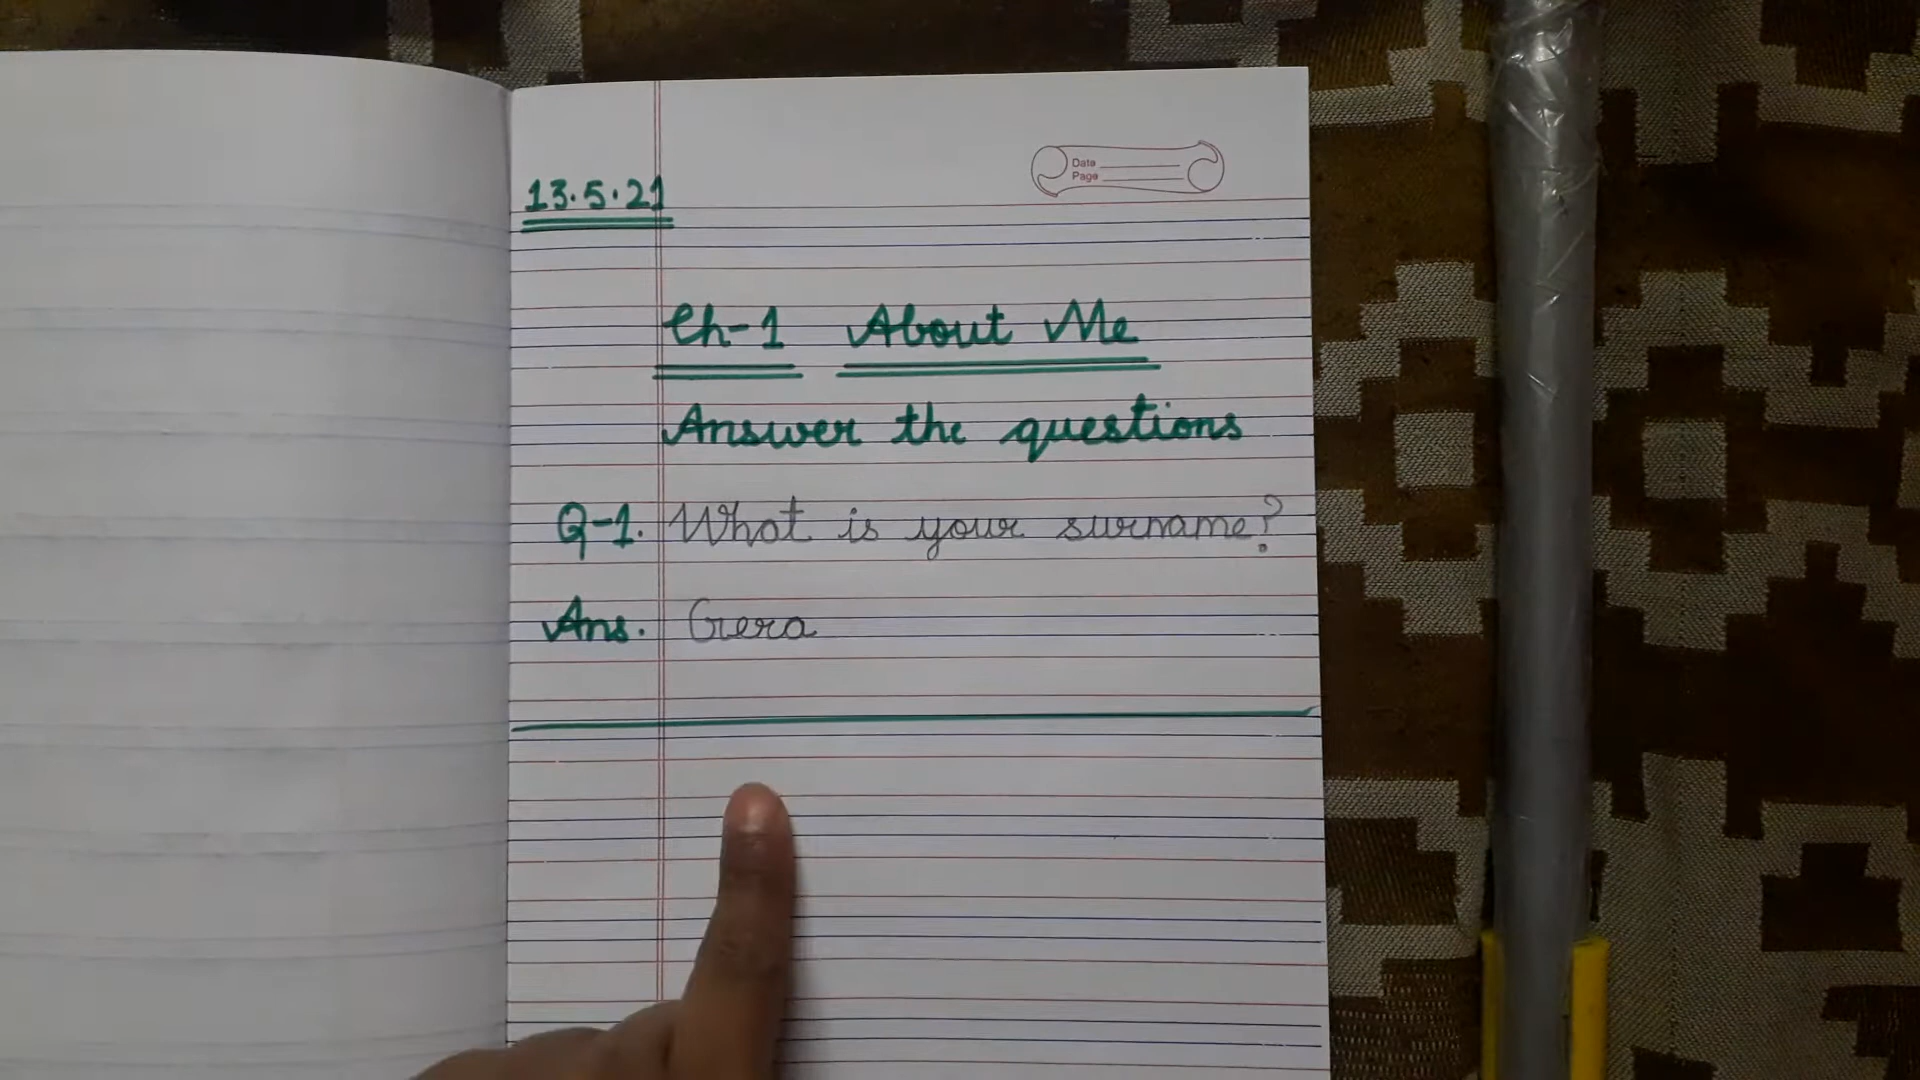 Date
Page
13.5.21
Ch-1 About Me
Answer the questions
Q-1. What is your surname?
Ans. Gera